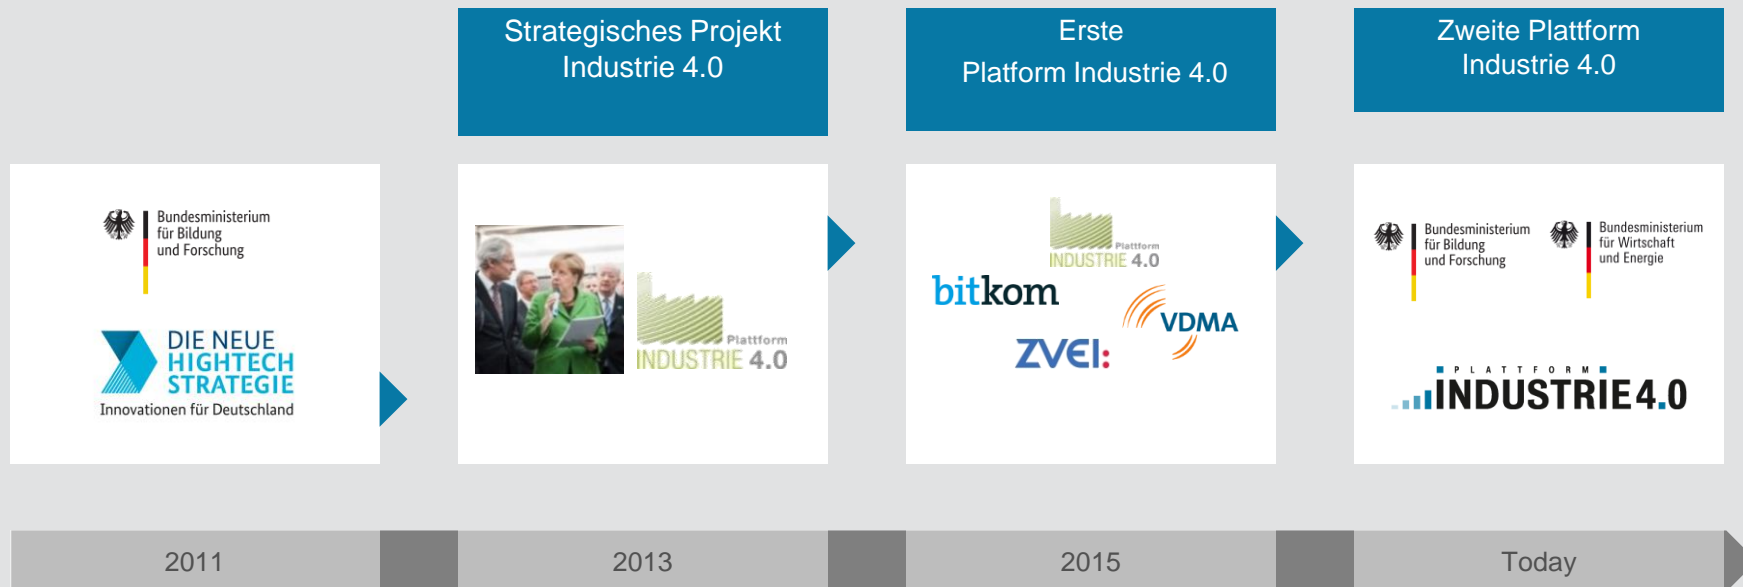 Strategisches Projekt
Industrie 4.0
Erste
Platform Industrie 4.0
Zweite Plattform
Industrie 4.0
Bundesministerium
für Bildung
und Forschung
DIE NEUE
HIGHTECH
STRATEGIE
Innovationen für Deutschland
Plattform
INDUSTRIE 4.0
Plattform
INDUSTRIE 4.0
bitkom
VDMA
ZVEI:
Bundesministerium
für Bildung
und Forschung
Bundesministerium
für Wirtschaft
und Energie
PLATTFORM
INDUSTRIE4.0
2011
2013
2015
Today